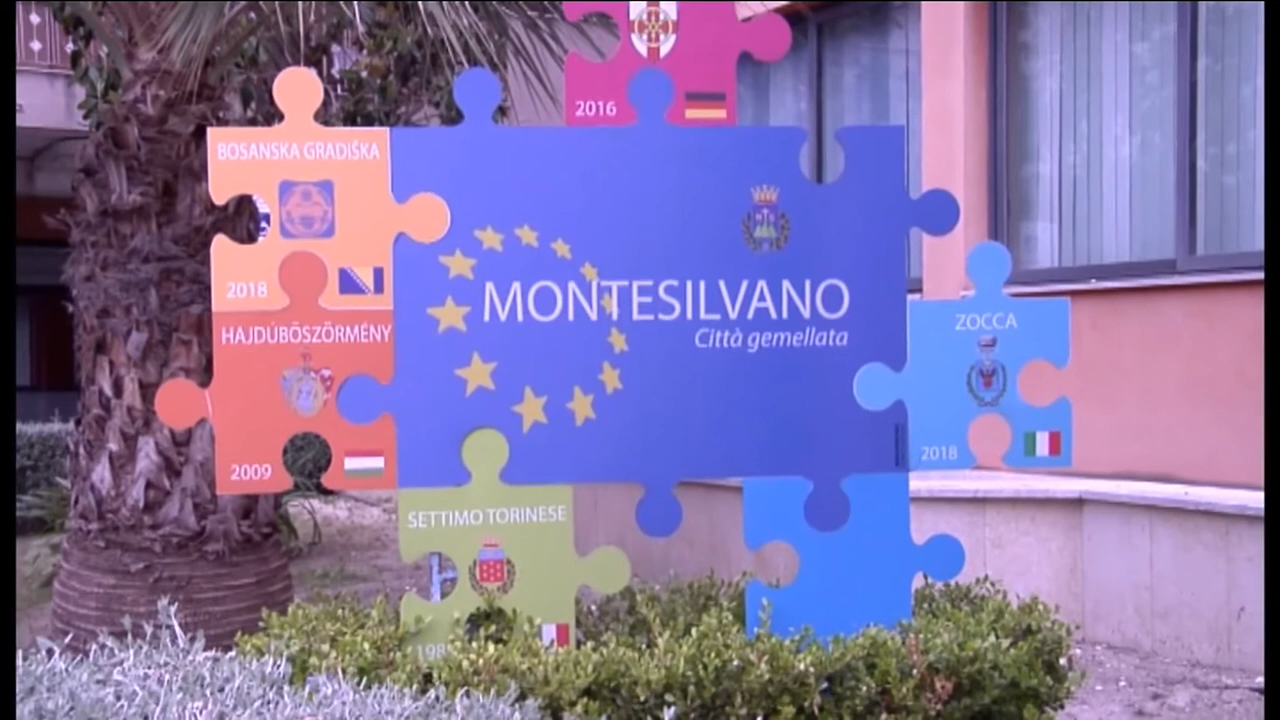 2016
BOSANSKA GRADIŠKA
2018
HAJDÚBÖSZÖRMÉNY
2009
MONTESILVANO
Città gemellata
ZOCCA
2018
SETTIMO TORINESE